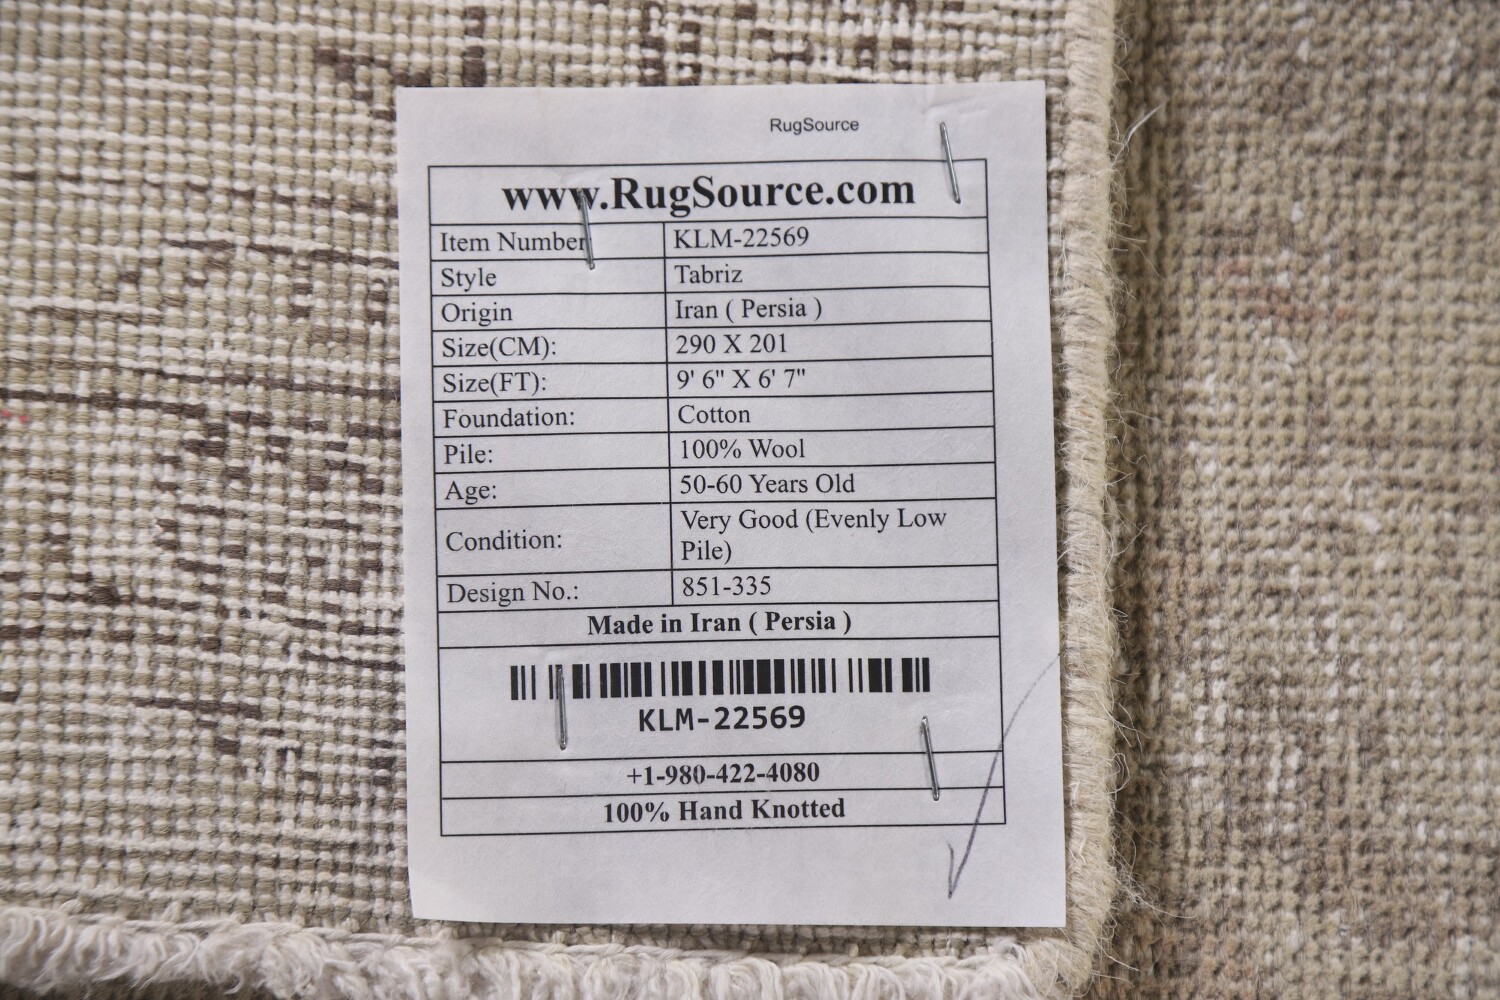 RugSource
www.RugSource.com
Item Number KLM-22569
Style Tabriz
Origin Iran ( Persia )
Size(CM): 290 X 201
Size(FT): 9' 6" X 6' 7"
Foundation: Cotton
Pile: 100% Wool
Age: 50-60 Years Old
Condition: Very Good (Evenly Low
Pile)
Design No.: 851-335
Made in Iran ( Persia )
KLM-22569
+1-980-422-4080
100% Hand Knotted